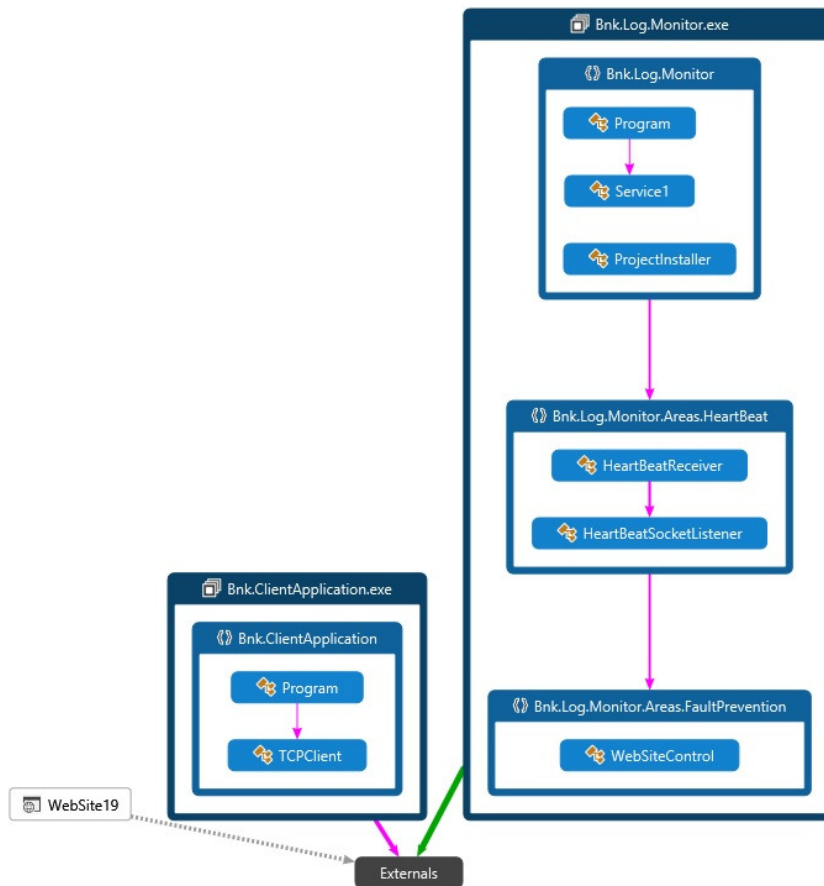 Bnk.Log.Monitor.exe
Bnk.Log.Monitor
Program
Service1
ProjectInstaller
Bnk.Log.Monitor.Areas.HeartBeat
HeartBeatReceiver
HeartBeatSocketListener
Bnk.ClientApplication.exe
Bnk.ClientApplication
Program
TCPClient
Bnk.Log.Monitor.Areas.FaultPrevention
WebSiteControl
WebSite19
Externals